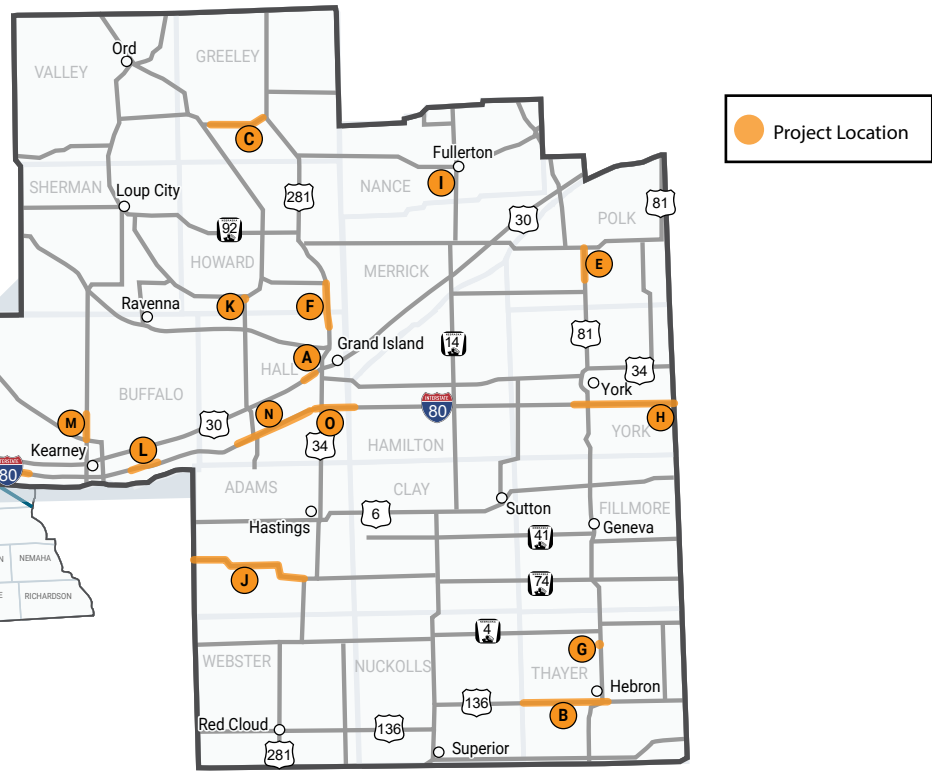 Ord
GREELEY
VALLEY
C
Project Location
Fullerton
I
SHERMAN
Loup City
NANCE
281
81
30
POLK
92
HOWARD
MERRICK
E
Ravenna
K
F
81
Grand Island
14
A
HALL
34
BUFFALO
York
INTERSTATE
80
N
30
O
H
M
YORK
Kearney
L
34
HAMILTON
INTERSTATE
80
ADAMS
CLAY
Sutton
FILLMORE
Hastings
6
Geneva
41
N
NEMAHA
J
74
E
RICHARDSON
4
G
WEBSTER
NUCKOLLS
THAYER
Hebron
136
B
Red Cloud
136
281
Superior